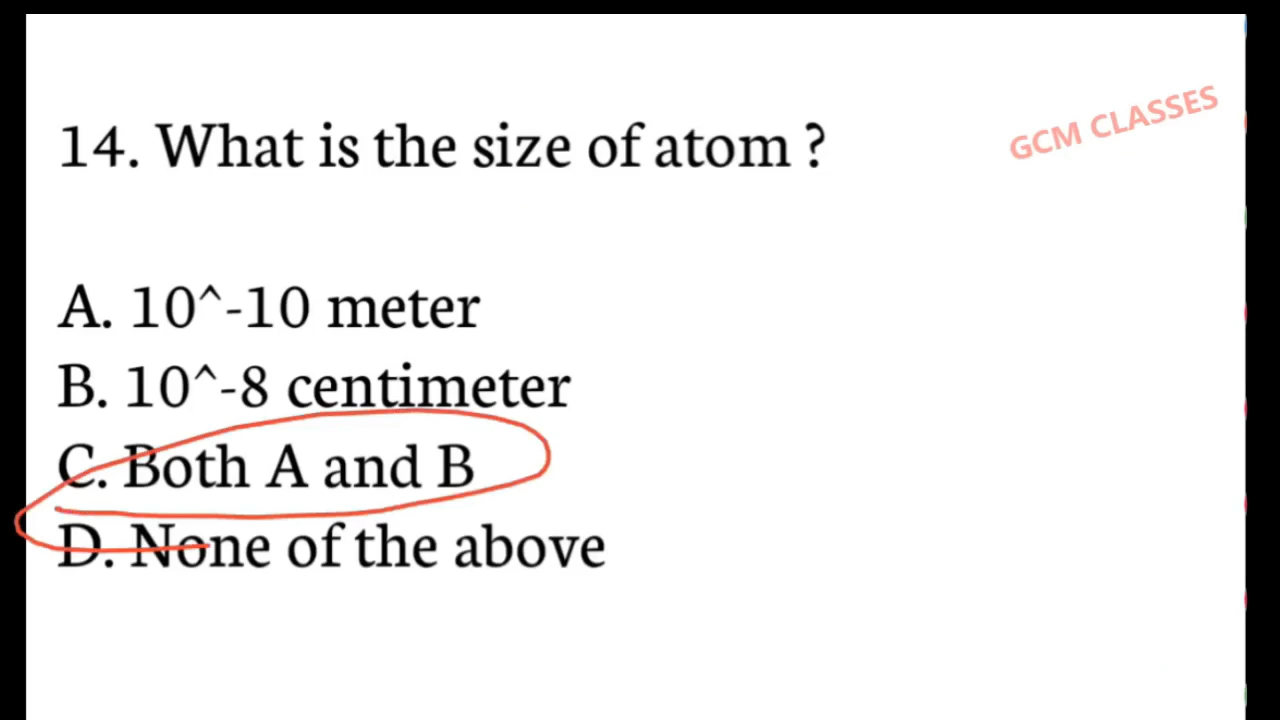 GCM CLASSES
14. What is the size of atom ?
A. 10^-10 meter
B. 10^-8 centimeter
C. Both A and B
D. None of the above